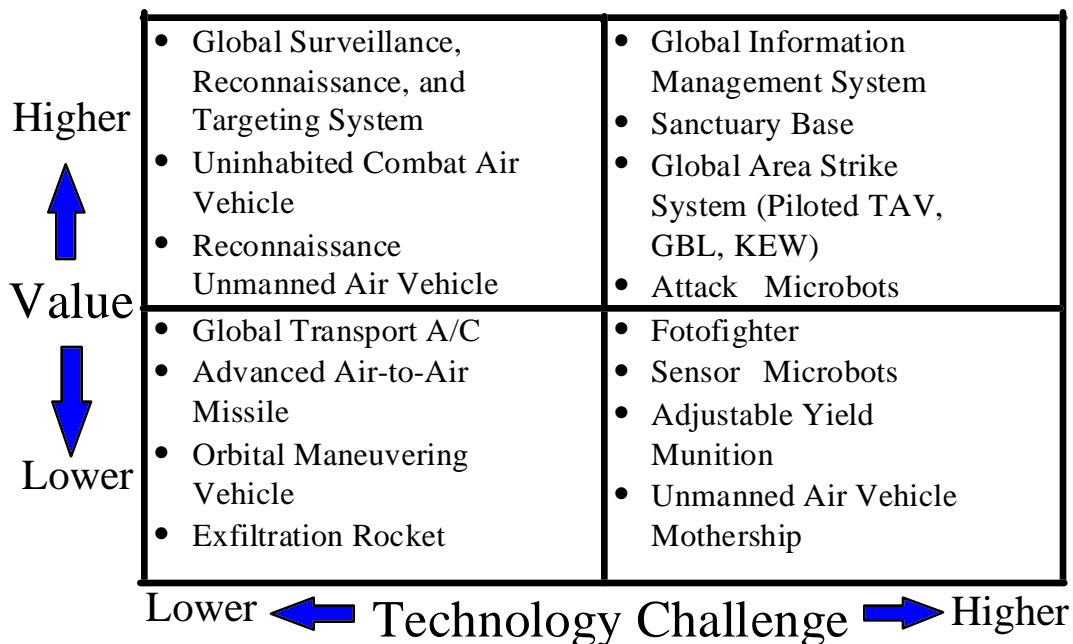 Higher
Value
Lower
• Global Surveillance,
Reconnaissance, and
Targeting System
• Uninhabited Combat Air
Vehicle
• Reconnaissance
Unmanned Air Vehicle
• Global Information
Management System
• Sanctuary Base
• Global Area Strike
System (Piloted TAV,
GBL, KEW)
• Attack Microbots
• Global Transport A/C
• Advanced Air-to-Air
Missile
• Orbital Maneuvering
Vehicle
• Exfiltration Rocket
• Fotofighter
• Sensor Microbots
• Adjustable Yield
Munition
• Unmanned Air Vehicle
Mothership
Lower Technology Challenge Higher